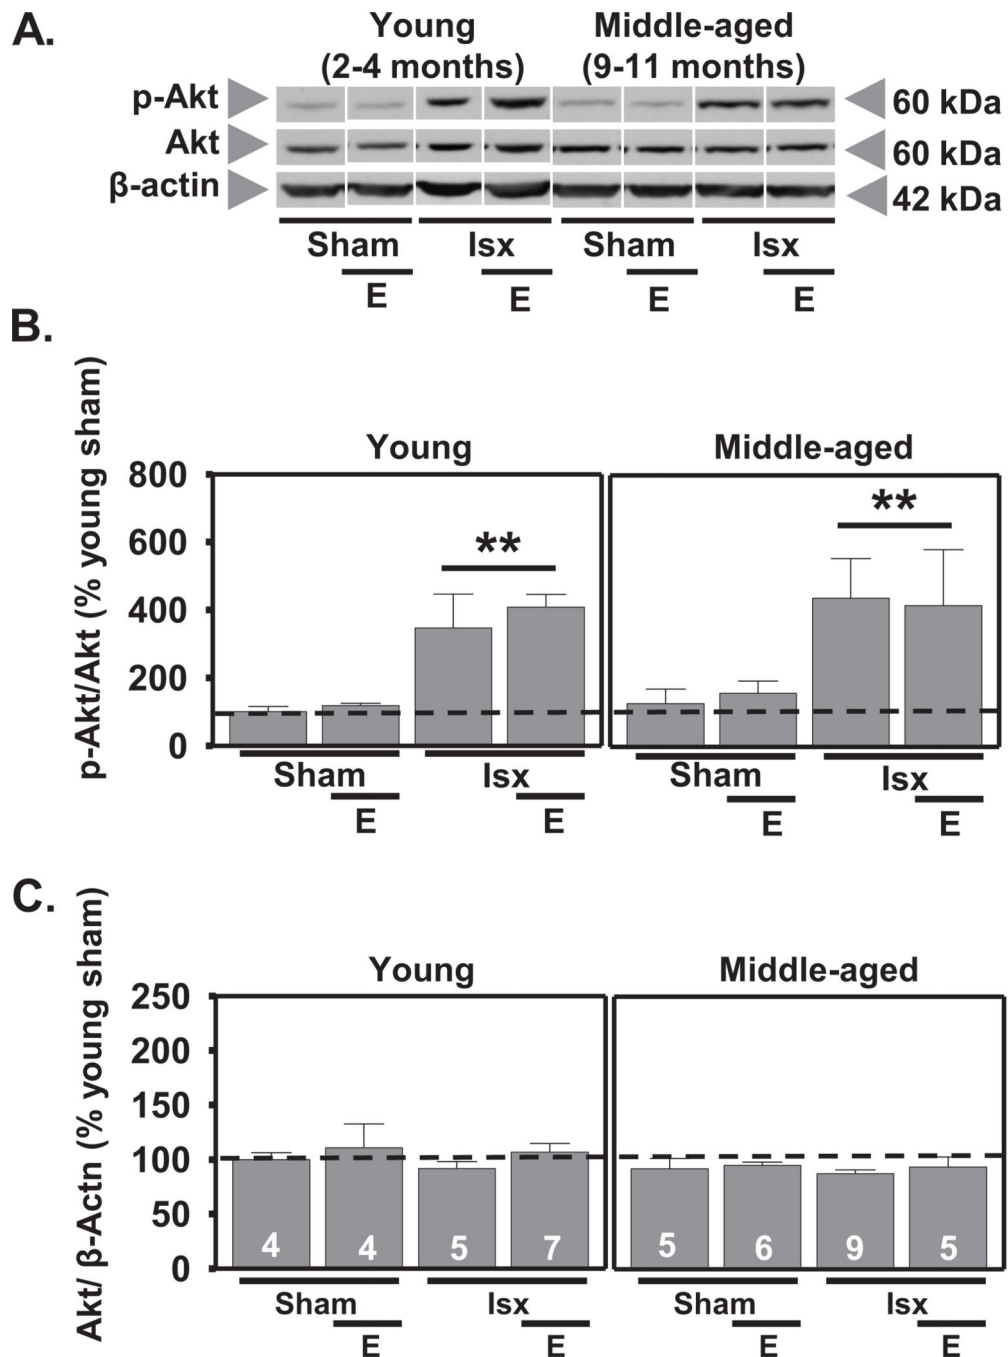 A.
Young
(2-4 months)
Middle-aged
(9-11 months)
p-Akt
60 kDa
Akt
60 kDa
β-actin
42 kDa
Sham
Isx
Sham
Isx
E
E
E
E
B.
p-Akt/Akt (% young sham)
Young
Middle-aged
800
600
400
200
0
**
**
Sham
Isx
Sham
Isx
E
E
E
E
C.
Akt/ β-Actn (% young sham)
Young
Middle-aged
250
200
150
100
50
0
4
4
5
7
5
6
9
5
Sham
Isx
Sham
Isx
E
E
E
E